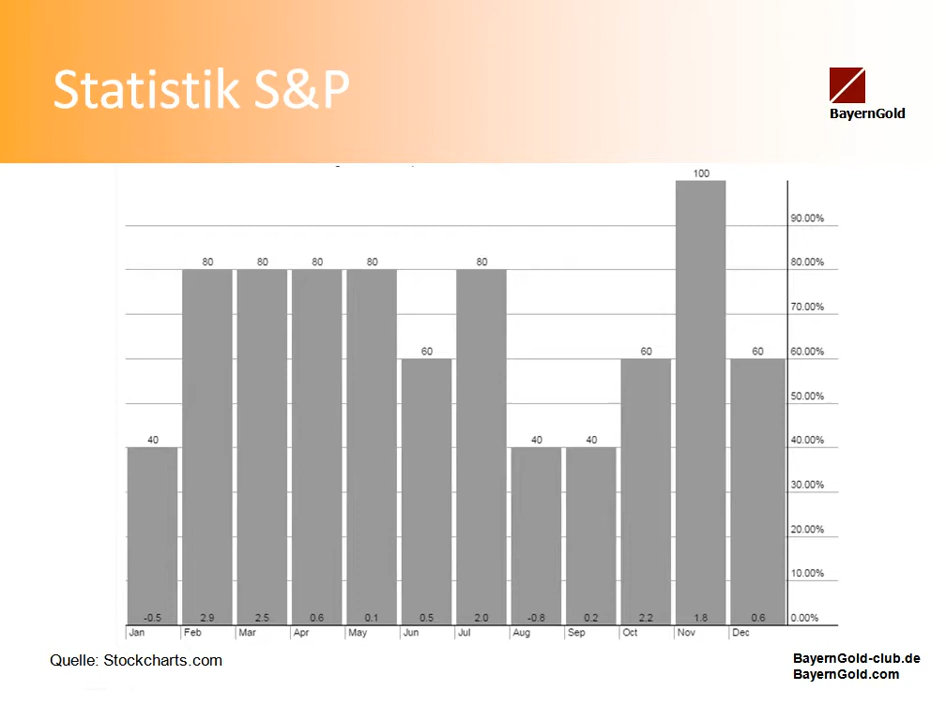 Statistik S&P
BayernGold
100
90.00%
80 80 80 80 80 80.00%
70.00%
60 60 60 60.00%
50.00%
40 40 40 40.00%
30.00%
20.00%
10.00%
-0.5 2.9 2.5 0.6 0.1 0.5 2.0 -0.8 0.2 2.2 1.8 0.6 0.00%
Jan Feb Mar Apr May Jun Jul Aug Sep Oct Nov Dec
Quelle: Stockcharts.com
BayernGold-club.de
BayernGold.com